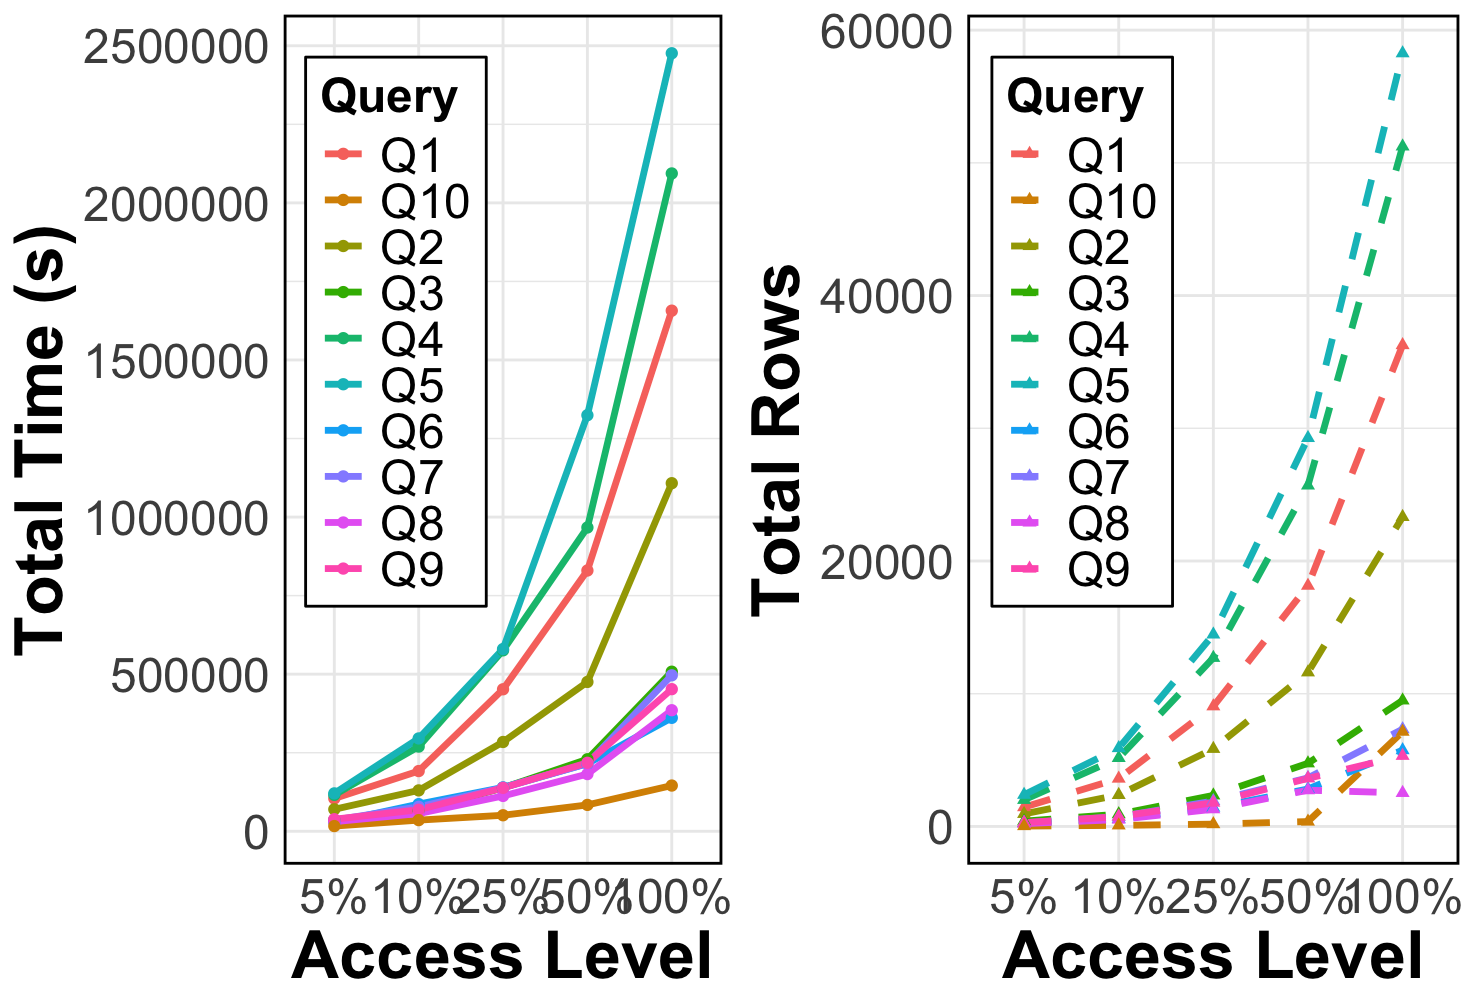 Total Time (s)
2500000
2000000
1500000
1000000
500000
0
Query
Q1
Q10
Q2
Q3
Q4
Q5
Q6
Q7
Q8
Q9
5% 10% 25% 50% 100%
Access Level
Total Rows
60000
40000
20000
0
Query
Q1
Q10
Q2
Q3
Q4
Q5
Q6
Q7
Q8
Q9
5% 10% 25% 50% 100%
Access Level